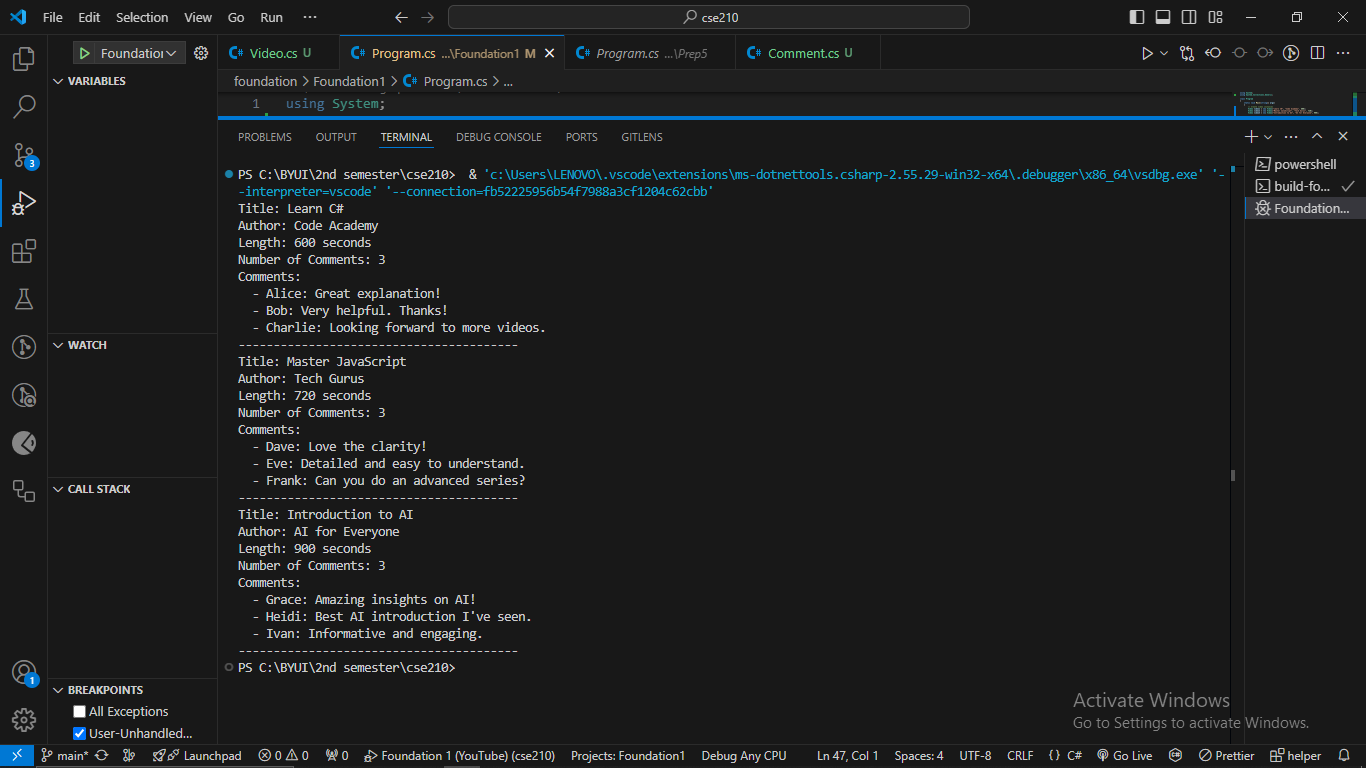 File Edit Selection View Go Run ··· cse210
Foundation Video.cs U Program.cs ...\Foundation1 M Program.cs ...\Prep5 Comment.cs U
VARIABLES
foundation > Foundation1 > Program.cs > ...
1 using System;
PROBLEMS OUTPUT TERMINAL DEBUG CONSOLE PORTS GITLENS
PS C:\BYUI\2nd semester\cse210> & 'c:\Users\LENOVO\.vscode\extensions\ms-dotnettools.csharp-2.55.29-win32-x64\.debugger\x86_64\vsdbg.exe' '-
-interpreter=vscode' '--connection=fb52225956b54f7988a3cf1204c62cbb'
Title: Learn C#
Author: Code Academy
Length: 600 seconds
Number of Comments: 3
Comments:
- Alice: Great explanation!
- Bob: Very helpful. Thanks!
- Charlie: Looking forward to more videos.
----------------------------------------
Title: Master JavaScript
Author: Tech Gurus
Length: 720 seconds
Number of Comments: 3
Comments:
- Dave: Love the clarity!
- Eve: Detailed and easy to understand.
- Frank: Can you do an advanced series?
----------------------------------------
Title: Introduction to AI
Author: AI for Everyone
Length: 900 seconds
Number of Comments: 3
Comments:
- Grace: Amazing insights on AI!
- Heidi: Best AI introduction I've seen.
- Ivan: Informative and engaging.
----------------------------------------
PS C:\BYUI\2nd semester\cse210>
powershell
build-fo...
Foundation...
WATCH
CALL STACK
BREAKPOINTS
All Exceptions
User-Unhandled...
3
1
Activate Windows
Go to Settings to activate Windows.
main* Launchpad 0 0 0 Foundation 1 (YouTube) (cse210) Projects: Foundation1 Debug Any CPU Ln 47, Col 1 Spaces: 4 UTF-8 CRLF {} C# Go Live Prettier helper